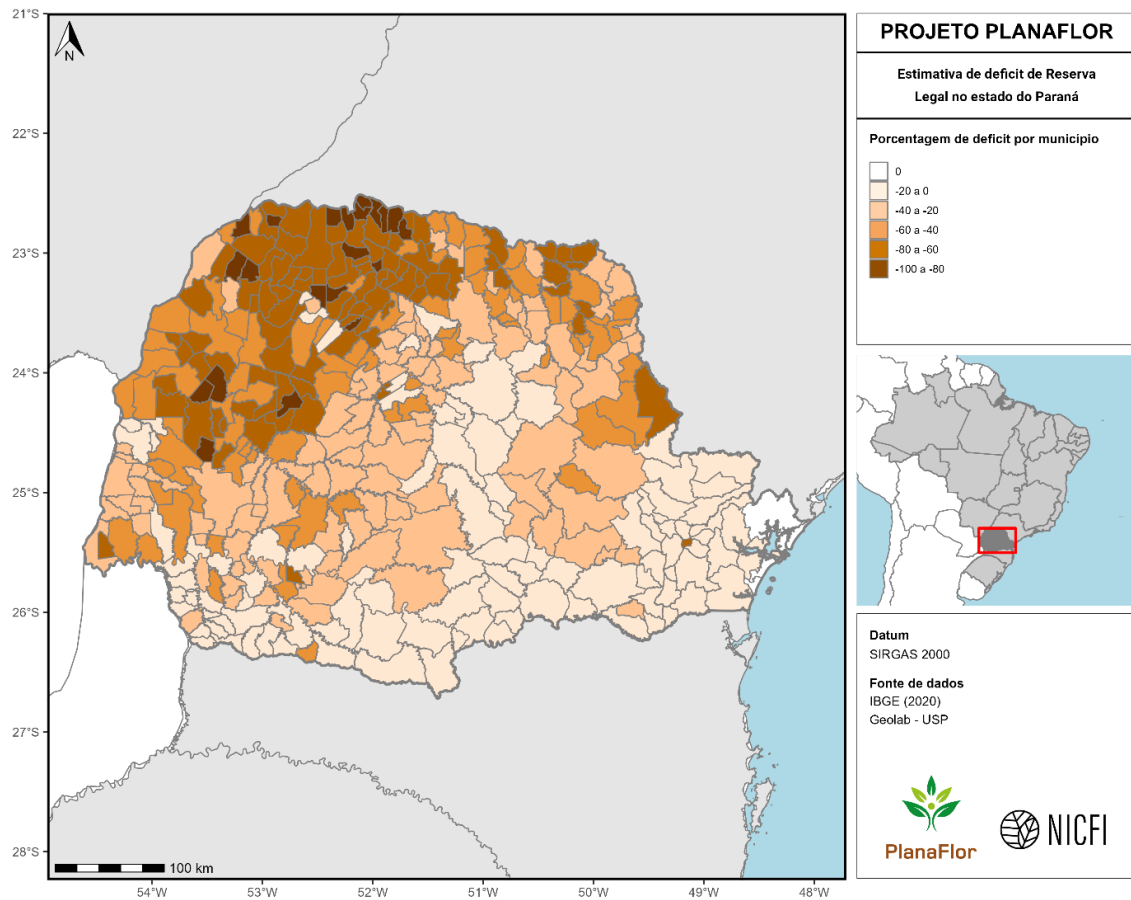 21°S
22°S
23°S
24°S
25°S
26°S
27°S
28°S
N
100 km
54°W
53°W
52°W
51°W
50°W
49°W
48°W
PROJETO PLANAFLOR
Estimativa de deficit de Reserva
Legal no estado do Paraná
Porcentagem de deficit por municipio
0
-20 a 0
-40 a -20
-60 a -40
-80 a -60
-100 a -80
Datum
SIRGAS 2000
Fonte de dados
IBGE (2020)
Geolab - USP
PlanaFlor
NICFI